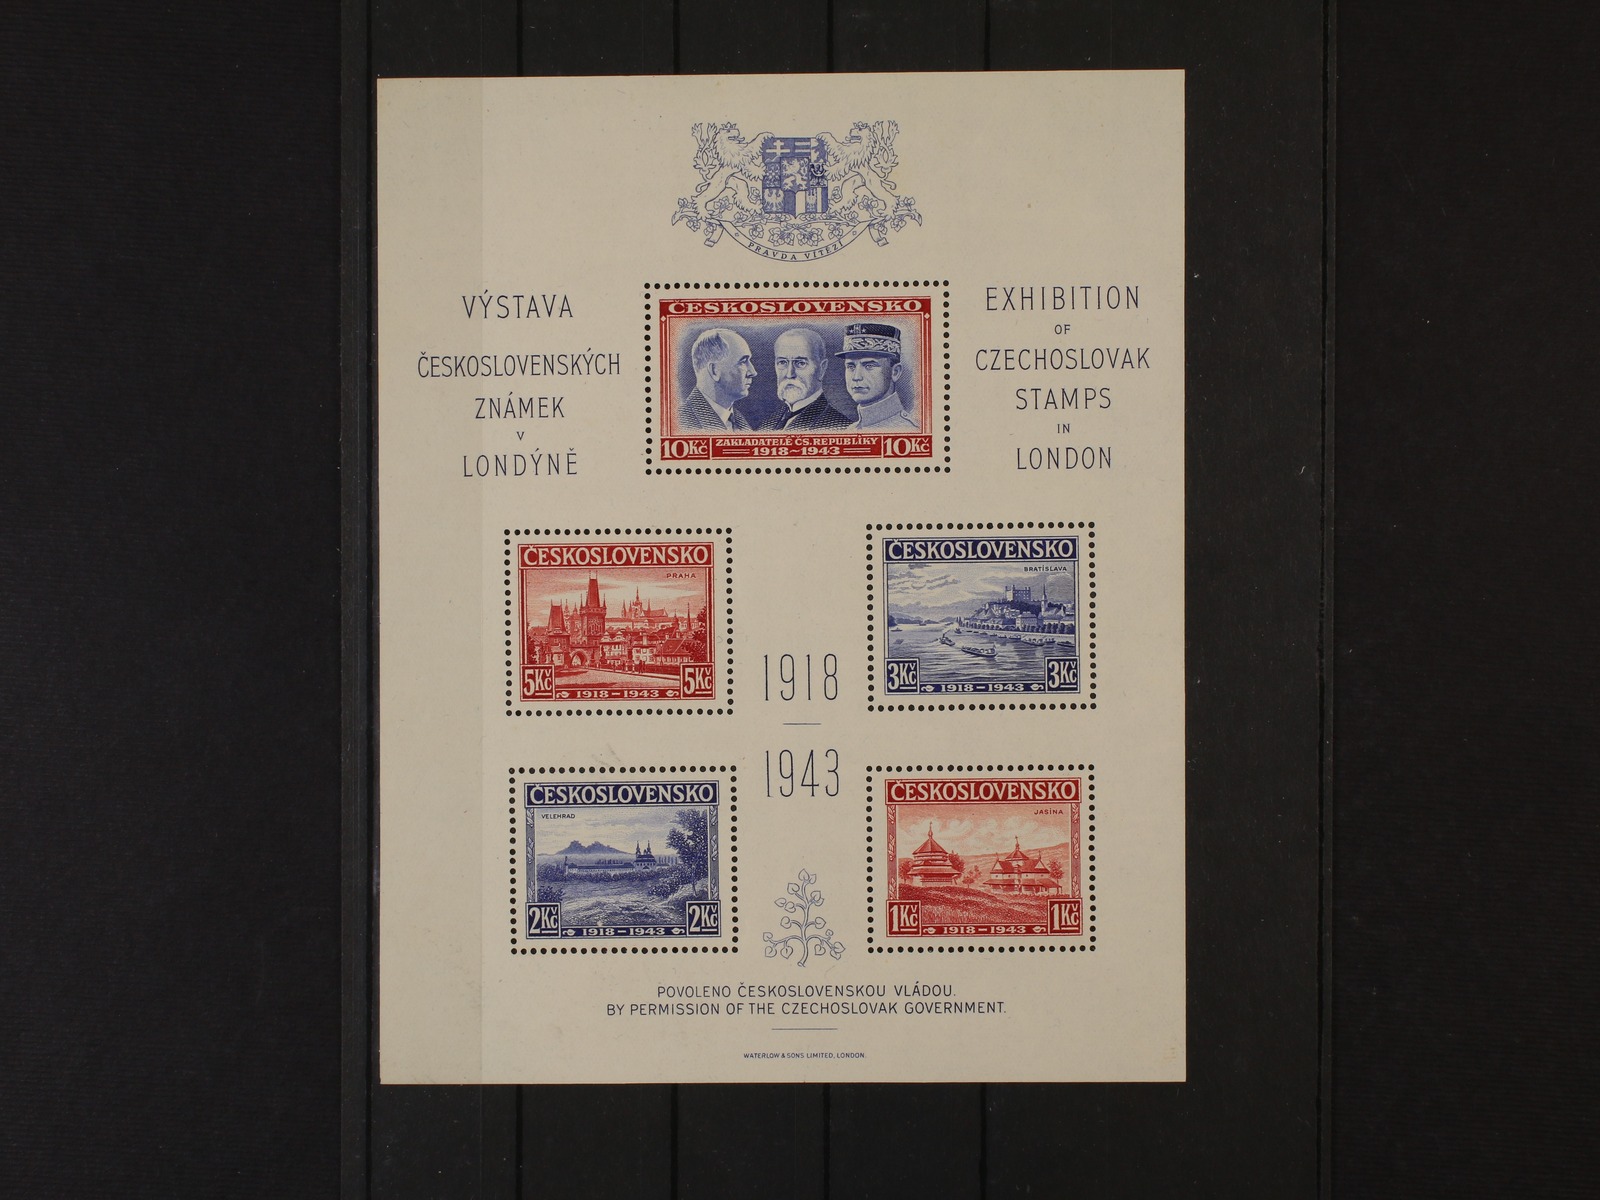 PRAVDA VÍTĚZÍ
VÝSTAVA
ČESKOSLOVENSKÝCH
ZNÁMEK
V
LONDÝNĚ
ČESKOSLOVENSKO
10Kč ZAKLADATELÉ ČS. REPUBLIKY 10Kč
1918~1943
EXHIBITION
OF
CZECHOSLOVAK
STAMPS
IN
LONDON
ČESKOSLOVENSKO
PRAHA
5Kč 1918-1943 5Kč
ČESKOSLOVENSKO
BRATISLAVA
3Kč 1918-1943 3Kč
1918
1943
ČESKOSLOVENSKO
VELEHRAD
2Kč 1918-1943 2Kč
ČESKOSLOVENSKO
JASINA
1Kč 1918-1943 1Kč
POVOLENO ČESKOSLOVENSKOU VLÁDOU.
BY PERMISSION OF THE CZECHOSLOVAK GOVERNMENT.
WATERLOW & SONS LIMITED, LONDON.